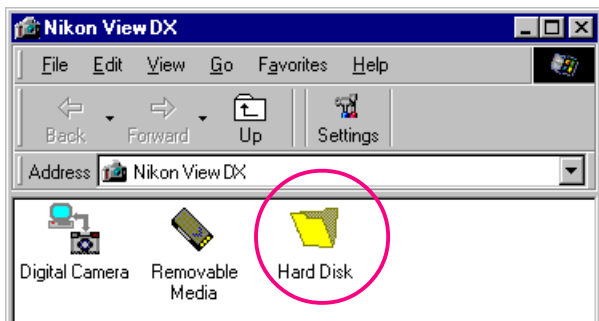 Nikon View DX
File Edit View Go Favorites Help
Back Forward Up Settings
Address Nikon View DX
Digital Camera Removable Media Hard Disk